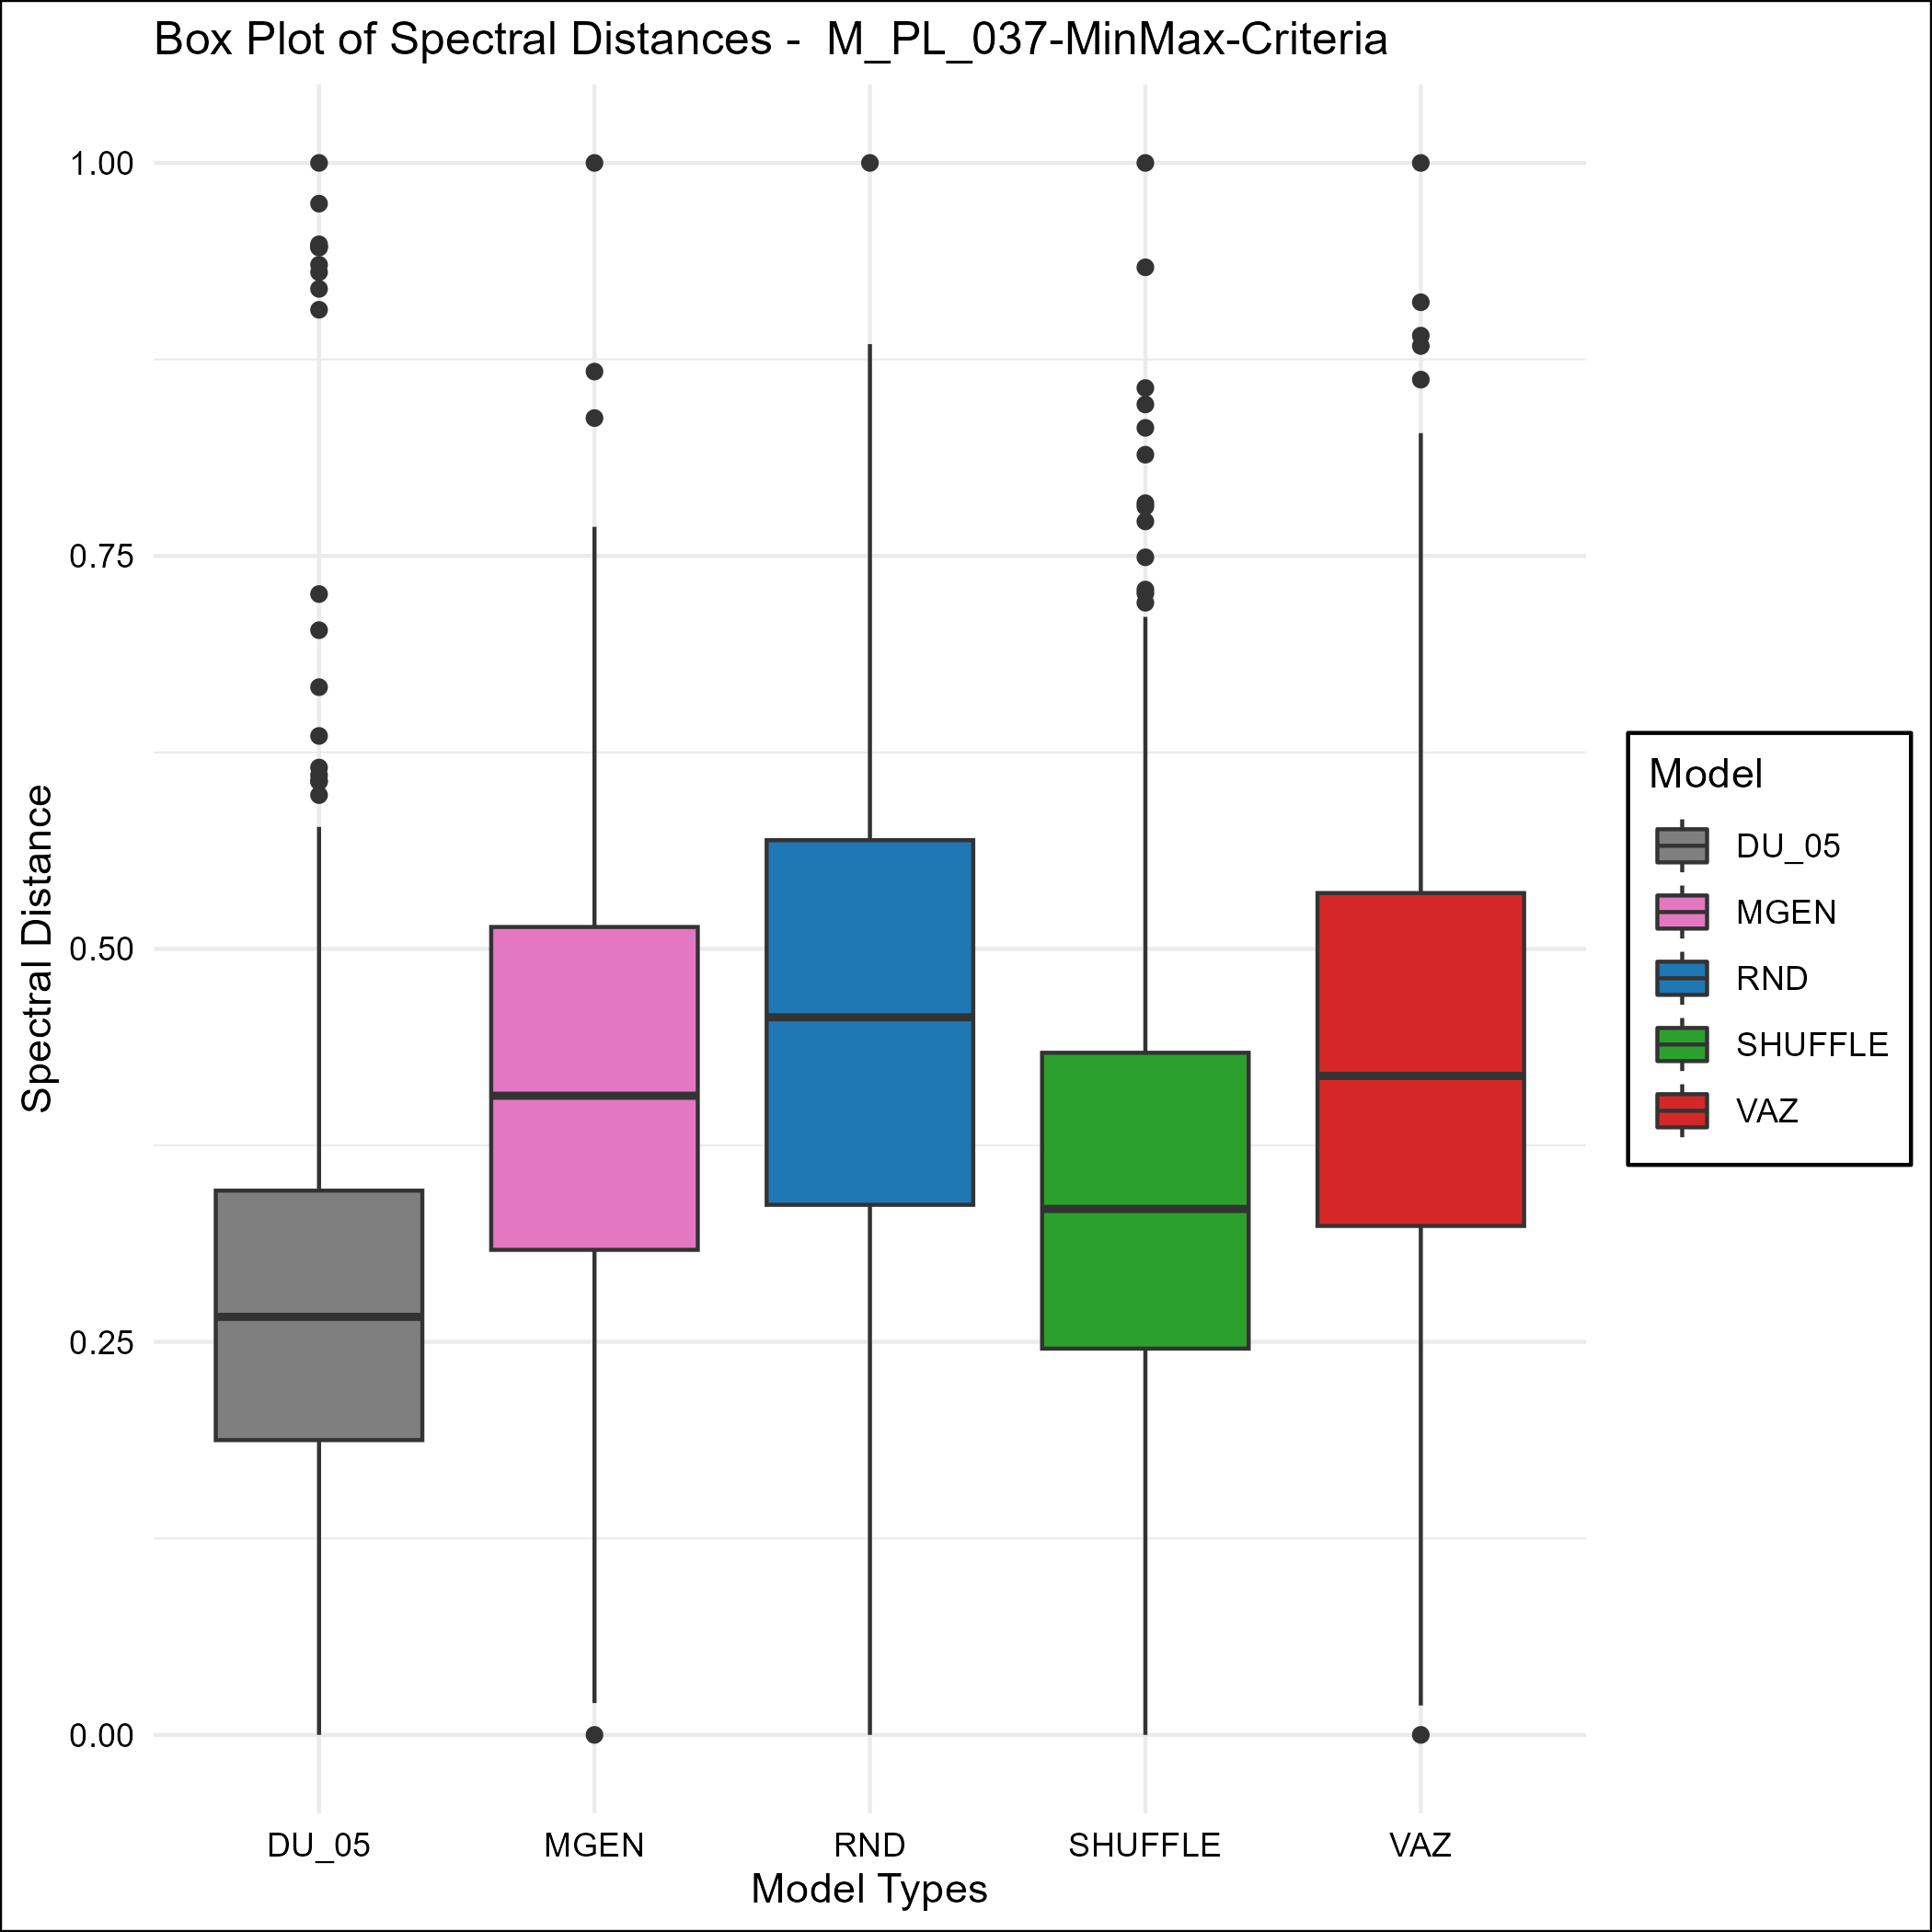 Box Plot of Spectral Distances -  M_PL_037-MinMax-Criteria
1.00
0.75
0.50
0.25
0.00
Spectral Distance
DU_05
MGEN
RND
SHUFFLE
VAZ
Model Types
Model
DU_05
MGEN
RND
SHUFFLE
VAZ